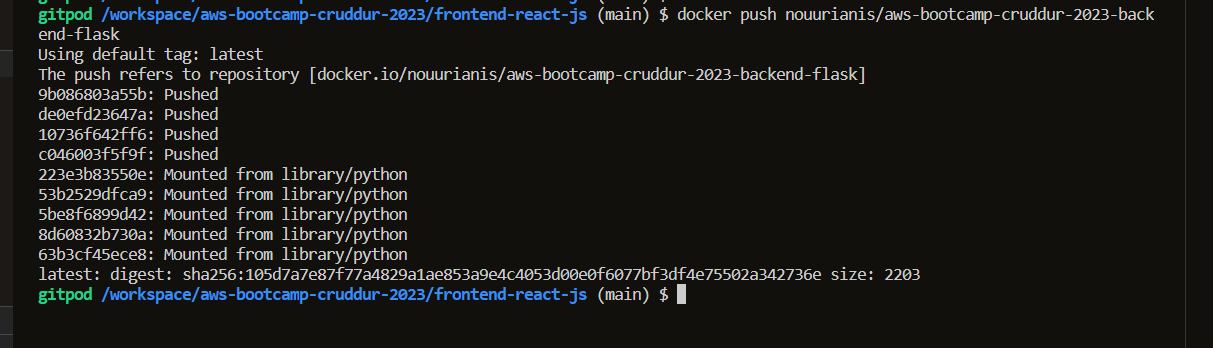 gitpod /workspace/aws-bootcamp-cruddur-2023/frontend-react-js (main) $ docker push nouurianis/aws-bootcamp-cruddur-2023-back
end-flask
Using default tag: latest
The push refers to repository [docker.io/nouurianis/aws-bootcamp-cruddur-2023-backend-flask]
9b086803a55b: Pushed
de0efd23647a: Pushed
10736f642ff6: Pushed
c046003f5f9f: Pushed
223e3b83550e: Mounted from library/python
53b2529dfca9: Mounted from library/python
5be8f6899d42: Mounted from library/python
8d60832b730a: Mounted from library/python
63b3cf45ece8: Mounted from library/python
latest: digest: sha256:105d7a7e87f77a4829a1ae853a9e4c4053d00e0f6077bf3df4e75502a342736e size: 2203
gitpod /workspace/aws-bootcamp-cruddur-2023/frontend-react-js (main) $